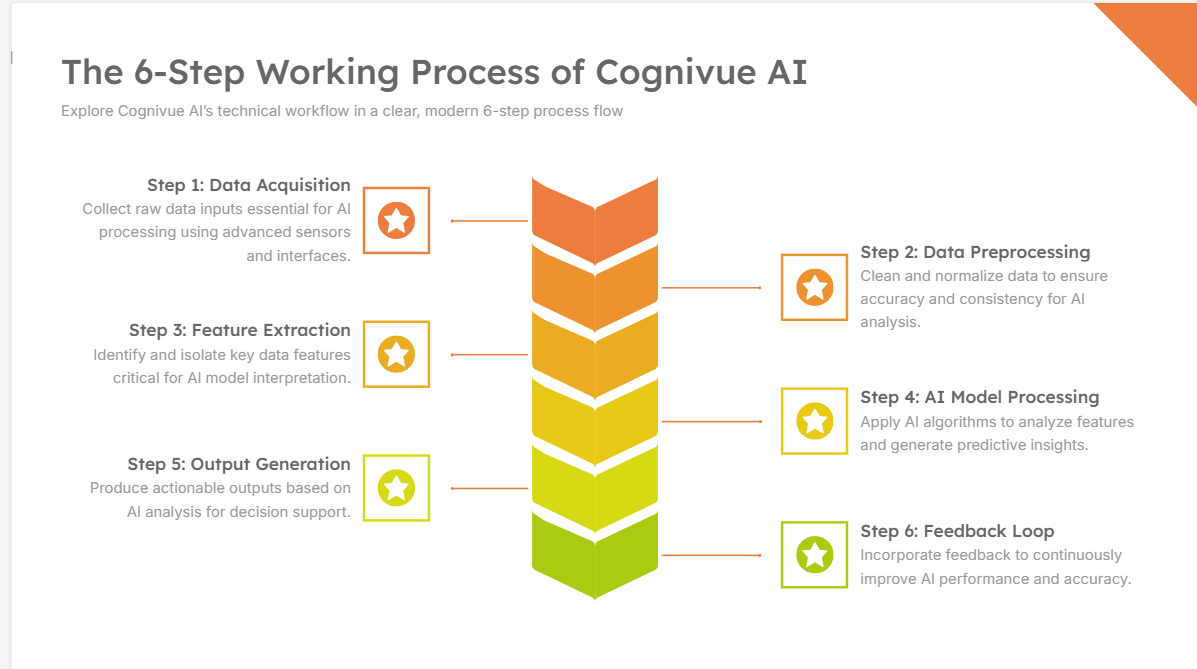 The 6-Step Working Process of Cognivue AI
Explore Cognivue AI's technical workflow in a clear, modern 6-step process flow
Step 1: Data Acquisition
Collect raw data inputs essential for AI
processing using advanced sensors
and interfaces.
Step 2: Data Preprocessing
Clean and normalize data to ensure
accuracy and consistency for AI
analysis.
Step 3: Feature Extraction
Identify and isolate key data features
critical for AI model interpretation.
Step 4: AI Model Processing
Apply AI algorithms to analyze features
and generate predictive insights.
Step 5: Output Generation
Produce actionable outputs based on
AI analysis for decision support.
Step 6: Feedback Loop
Incorporate feedback to continuously
improve AI performance and accuracy.